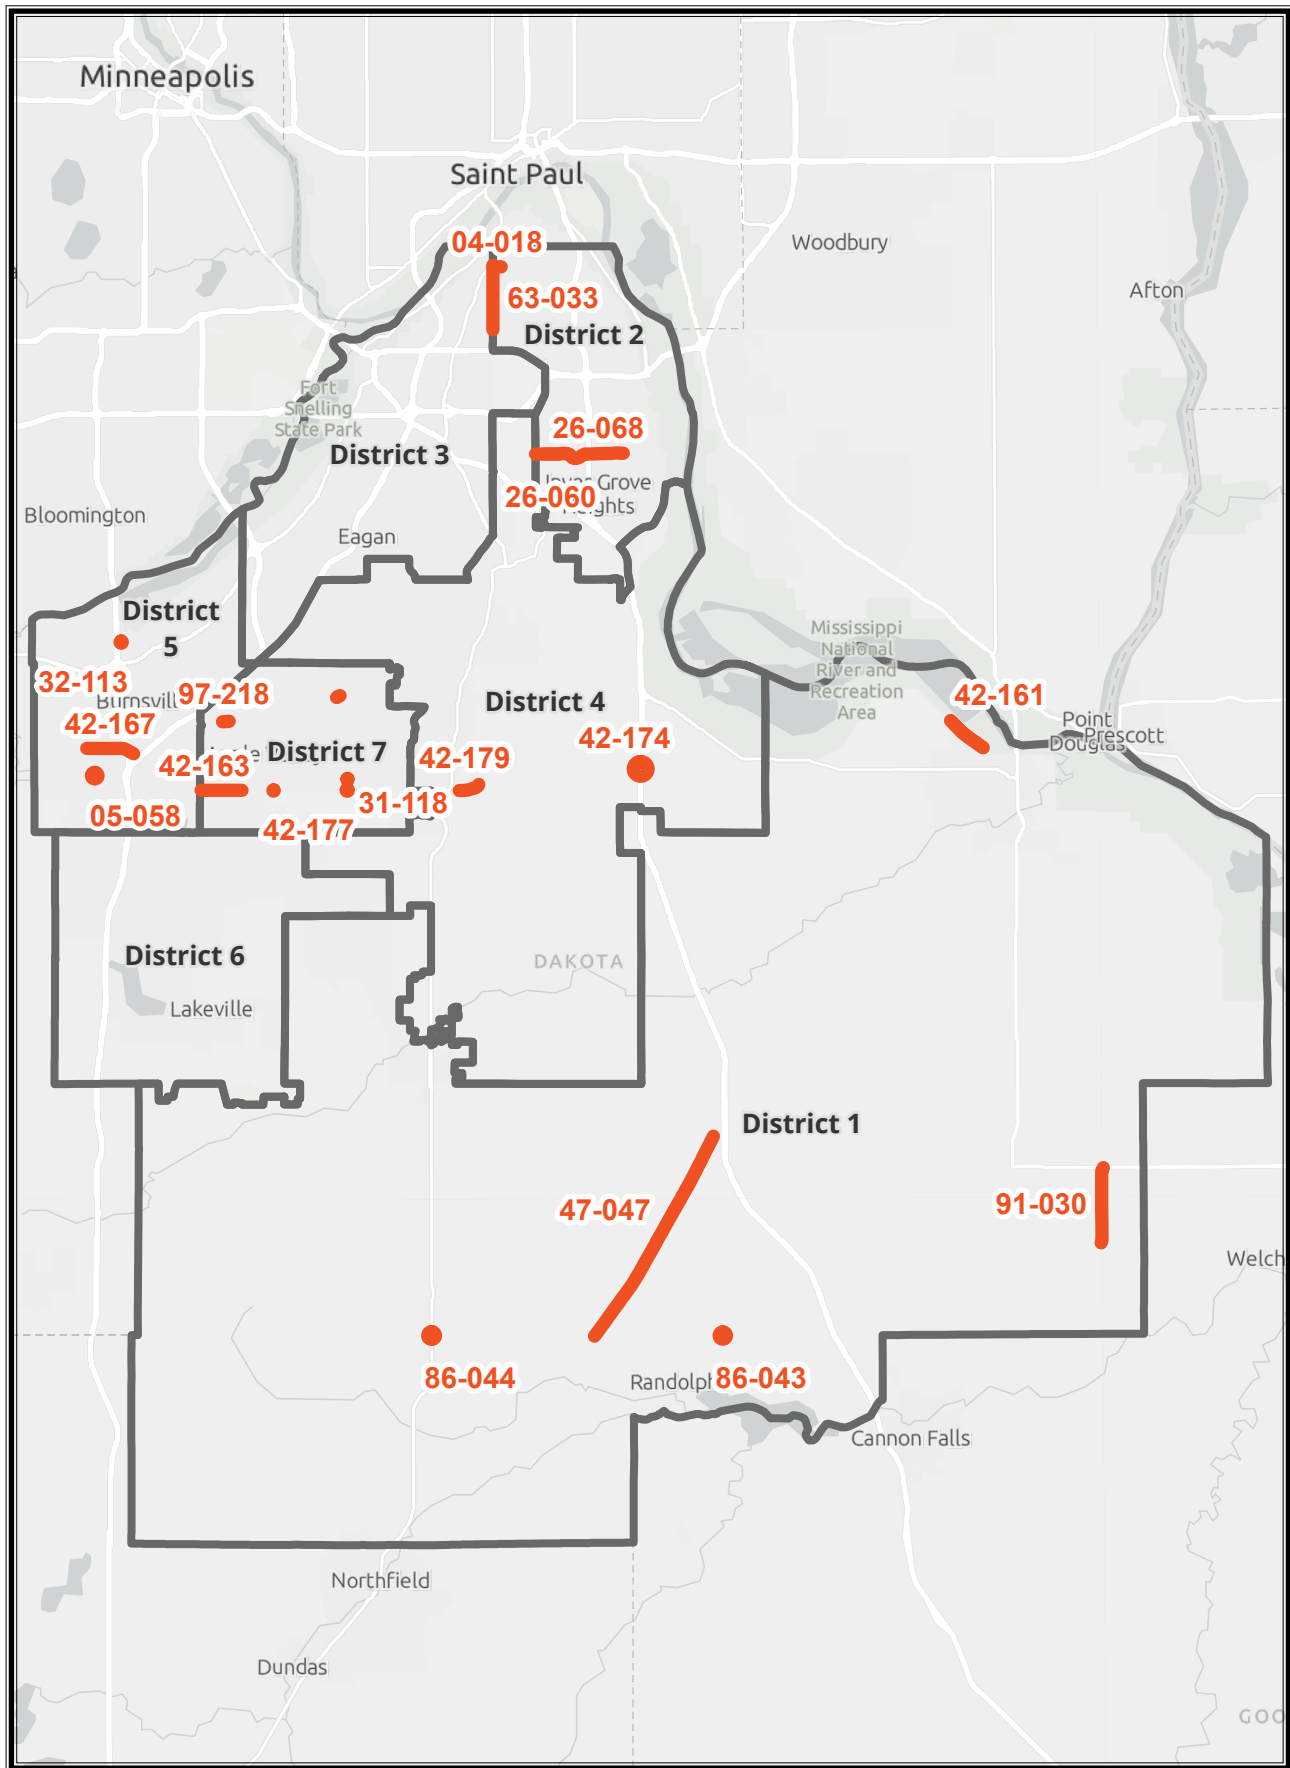 Minneapolis
Saint Paul
04-018
Woodbury
63-033
Afton
District 2
Fort
Snelling
State Park
26-068
District 3
Grove
26-060
Bloomington
Eagan
District
5
Mississippi
National
River and
Recreation
Area
32-113
97-218
42-161
District 4
42-167
Point
Douglas
Prescott
42-174
District 7
42-179
42-163
31-118
05-058
42-177
District 6
DAKOTA
Lakeville
District 1
47-047
91-030
Welch
86-044
Randolph
86-043
Cannon Falls
Northfield
Dundas
GOO